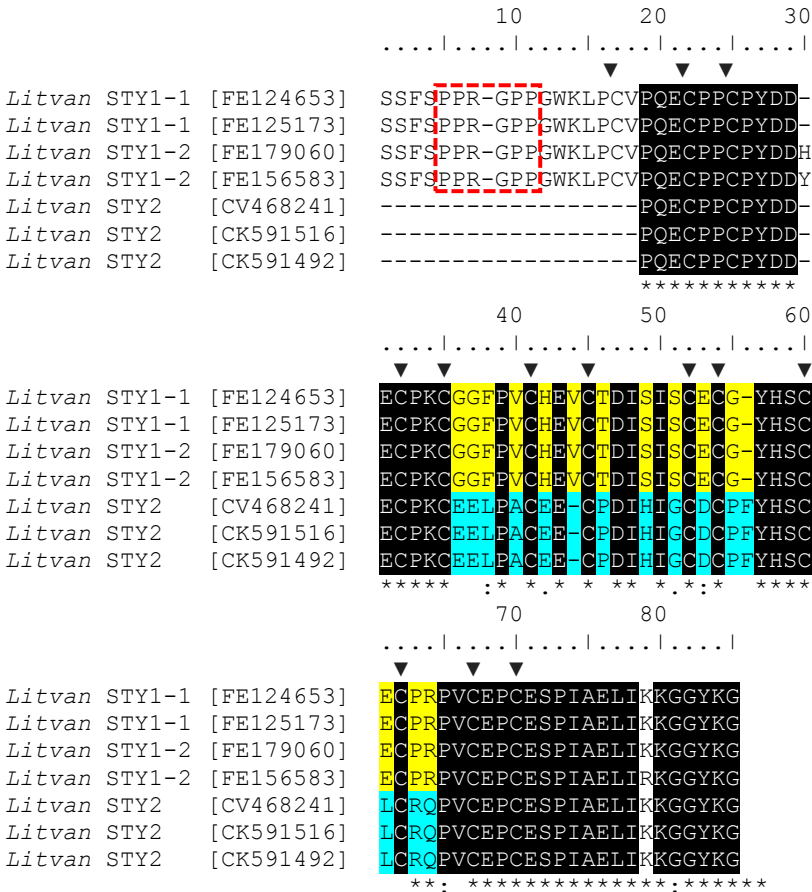 10 20 30
....|....|....|....|....|....|
▼ ▼ ▼
Litvan STY1-1 [FE124653] SSFSPPR-GPPGWKLPCVPQECPPCPYDD-
Litvan STY1-1 [FE125173] SSFSPPR-GPPGWKLPCVPQECPPCPYDD-
Litvan STY1-2 [FE179060] SSFSPPR-GPPGWKLPCVPQECPPCPYDDH
Litvan STY1-2 [FE156583] SSFSPPR-GPPGWKLPCVPQECPPCPYDDY
Litvan STY2 [CV468241] ------------------PQECPPCPYDD-
Litvan STY2 [CK591516] ------------------PQECPPCPYDD-
Litvan STY2 [CK591492] ------------------PQECPPCPYDD-
***********
40 50 60
....|....|....|....|....|....|
▼ ▼ ▼ ▼ ▼ ▼ ▼
Litvan STY1-1 [FE124653] ECPKCGGFPVCHEVCTDISISCECG-YHSC
Litvan STY1-1 [FE125173] ECPKCGGFPVCHEVCTDISISCECG-YHSC
Litvan STY1-2 [FE179060] ECPKCGGFPVCHEVCTDISISCECG-YHSC
Litvan STY1-2 [FE156583] ECPKCGGFPVCHEVCTDISISCECG-YHSC
Litvan STY2 [CV468241] ECPKCEELPACEE-CPDIHIGCDCPFYHSC
Litvan STY2 [CK591516] ECPKCEELPACEE-CPDIHIGCDCPFYHSC
Litvan STY2 [CK591492] ECPKCEELPACEE-CPDIHIGCDCPFYHSC
*****  :* *.* * ** *.*:*  ****
70 80
....|....|....|....|....|
▼ ▼ ▼
Litvan STY1-1 [FE124653] ECPRPVCEPCESPIAELIKKGGYKG
Litvan STY1-1 [FE125173] ECPRPVCEPCESPIAELIKKGGYKG
Litvan STY1-2 [FE179060] ECPRPVCEPCESPIAELIKKGGYKG
Litvan STY1-2 [FE156583] ECPRPVCEPCESPIAELIRKGGYKG
Litvan STY2 [CV468241] LCRQPVCEPCESPIAELIKKGGYKG
Litvan STY2 [CK591516] LCRQPVCEPCESPIAELIKKGGYKG
Litvan STY2 [CK591492] LCRQPVCEPCESPIAELIKKGGYKG
**: **************.******